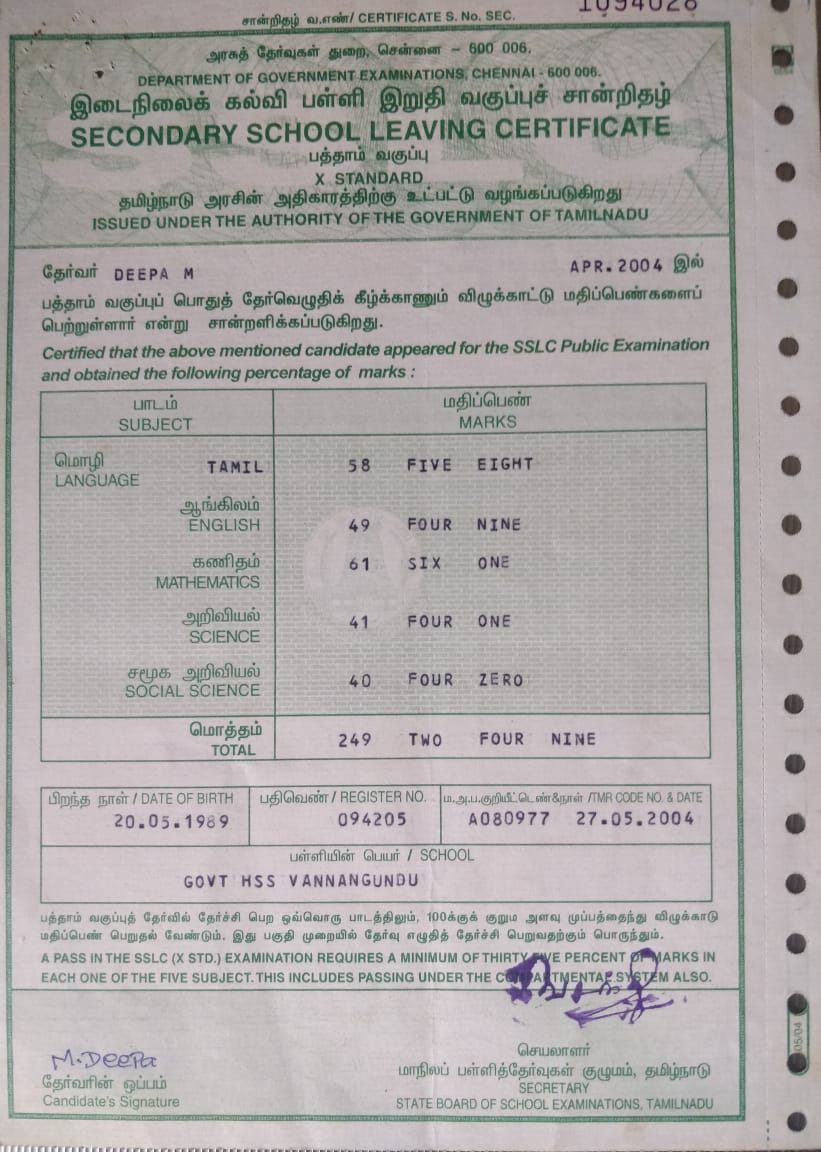 சான்றிதழ் வ.எண்/ CERTIFICATE S. No. SEC. 1094028
அரசுத் தேர்வுகள் துறை, சென்னை - 600 006.
DEPARTMENT OF GOVERNMENT EXAMINATIONS, CHENNAI - 600 006.
இடைநிலைக் கல்வி பள்ளி இறுதி வகுப்புச் சான்றிதழ்
SECONDARY SCHOOL LEAVING CERTIFICATE
பத்தாம் வகுப்பு
X STANDARD
தமிழ்நாடு அரசின் அதிகாரத்திற்கு உட்பட்டு வழங்கப்படுகிறது
ISSUED UNDER THE AUTHORITY OF THE GOVERNMENT OF TAMILNADU
தேர்வர் DEEPA M APR.2004 இல்
பத்தாம் வகுப்புப் பொதுத் தேர்வெழுதிக் கீழ்க்காணும் விழுக்காட்டு மதிப்பெண்களைப்
பெற்றுள்ளார் என்று சான்றளிக்கப்படுகிறது.
Certified that the above mentioned candidate appeared for the SSLC Public Examination
and obtained the following percentage of marks :
பாடம் மதிப்பெண்
SUBJECT MARKS
மொழி TAMIL 58 FIVE EIGHT
LANGUAGE
ஆங்கிலம்
ENGLISH 49 FOUR NINE
கணிதம் 61 SIX ONE
MATHEMATICS
அறிவியல் 41 FOUR ONE
SCIENCE
சமூக அறிவியல் 40 FOUR ZERO
SOCIAL SCIENCE
மொத்தம் 249 TWO FOUR NINE
TOTAL
பிறந்த நாள் / DATE OF BIRTH பதிவெண் / REGISTER NO. ம.அ.ப.குறியீட்டெண்&நாள் /TMR CODE NO. & DATE
20.05.1989 094205 A080977 27.05.2004
பள்ளியின் பெயர் / SCHOOL
GOVT HSS VANNANGUNDU
பத்தாம் வகுப்புத் தேர்வில் தேர்ச்சி பெற ஒவ்வொரு பாடத்திலும், 100க்குக் குறும அளவு முப்பத்தைந்து விழுக்காடு
மதிப்பெண் பெறுதல் வேண்டும். இது பகுதி முறையில் தேர்வு எழுதித் தேர்ச்சி பெறுவதற்கும் பொருந்தும்.
A PASS IN THE SSLC (X STD.) EXAMINATION REQUIRES A MINIMUM OF THIRTY FIVE PERCENT OF MARKS IN
EACH ONE OF THE FIVE SUBJECT. THIS INCLUDES PASSING UNDER THE COMPARTMENTAL SYSTEM ALSO.
M.Deepa
தேர்வரின் ஒப்பம்
Candidate's Signature
செயலாளர்
மாநிலப் பள்ளித்தேர்வுகள் குழுமம், தமிழ்நாடு
SECRETARY
STATE BOARD OF SCHOOL EXAMINATIONS, TAMILNADU
05/04